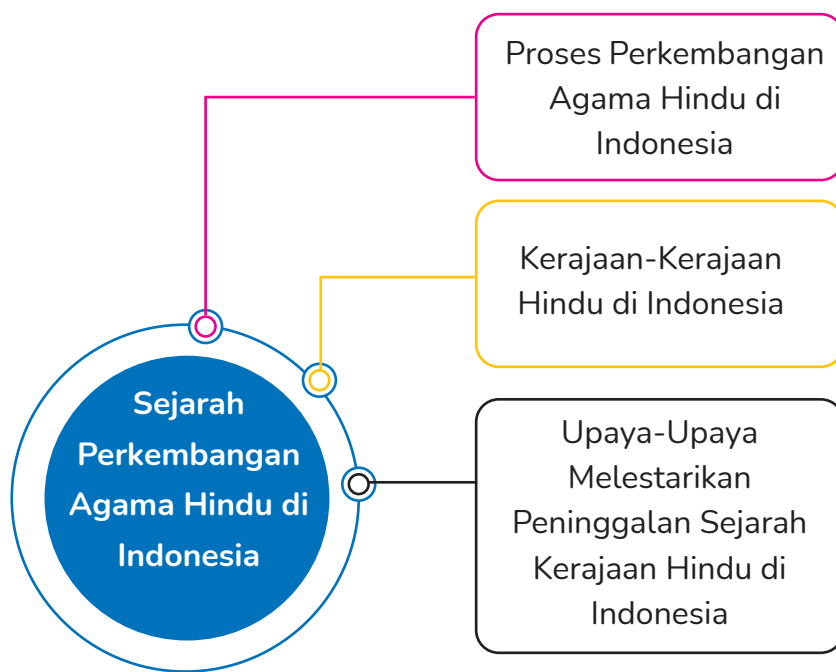 Proses Perkembangan
Agama Hindu di
Indonesia
Kerajaan-Kerajaan
Hindu di Indonesia
Sejarah
Perkembangan
Agama Hindu di
Indonesia
Upaya-Upaya
Melestarikan
Peninggalan Sejarah
Kerajaan Hindu di
Indonesia